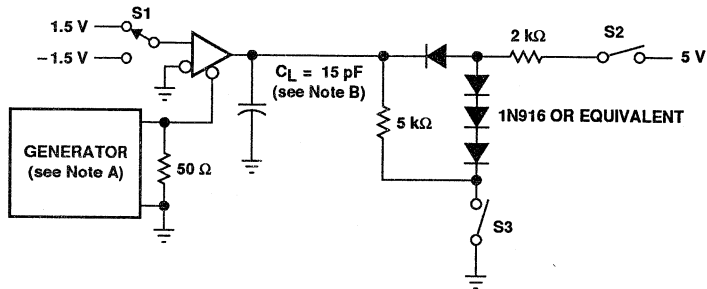 S1
1.5 V
– 1.5 V
C_L = 15 pF
(see Note B)
GENERATOR
(see Note A)
50 Ω
5 kΩ
2 kΩ
S2
5 V
1N916 OR EQUIVALENT
S3